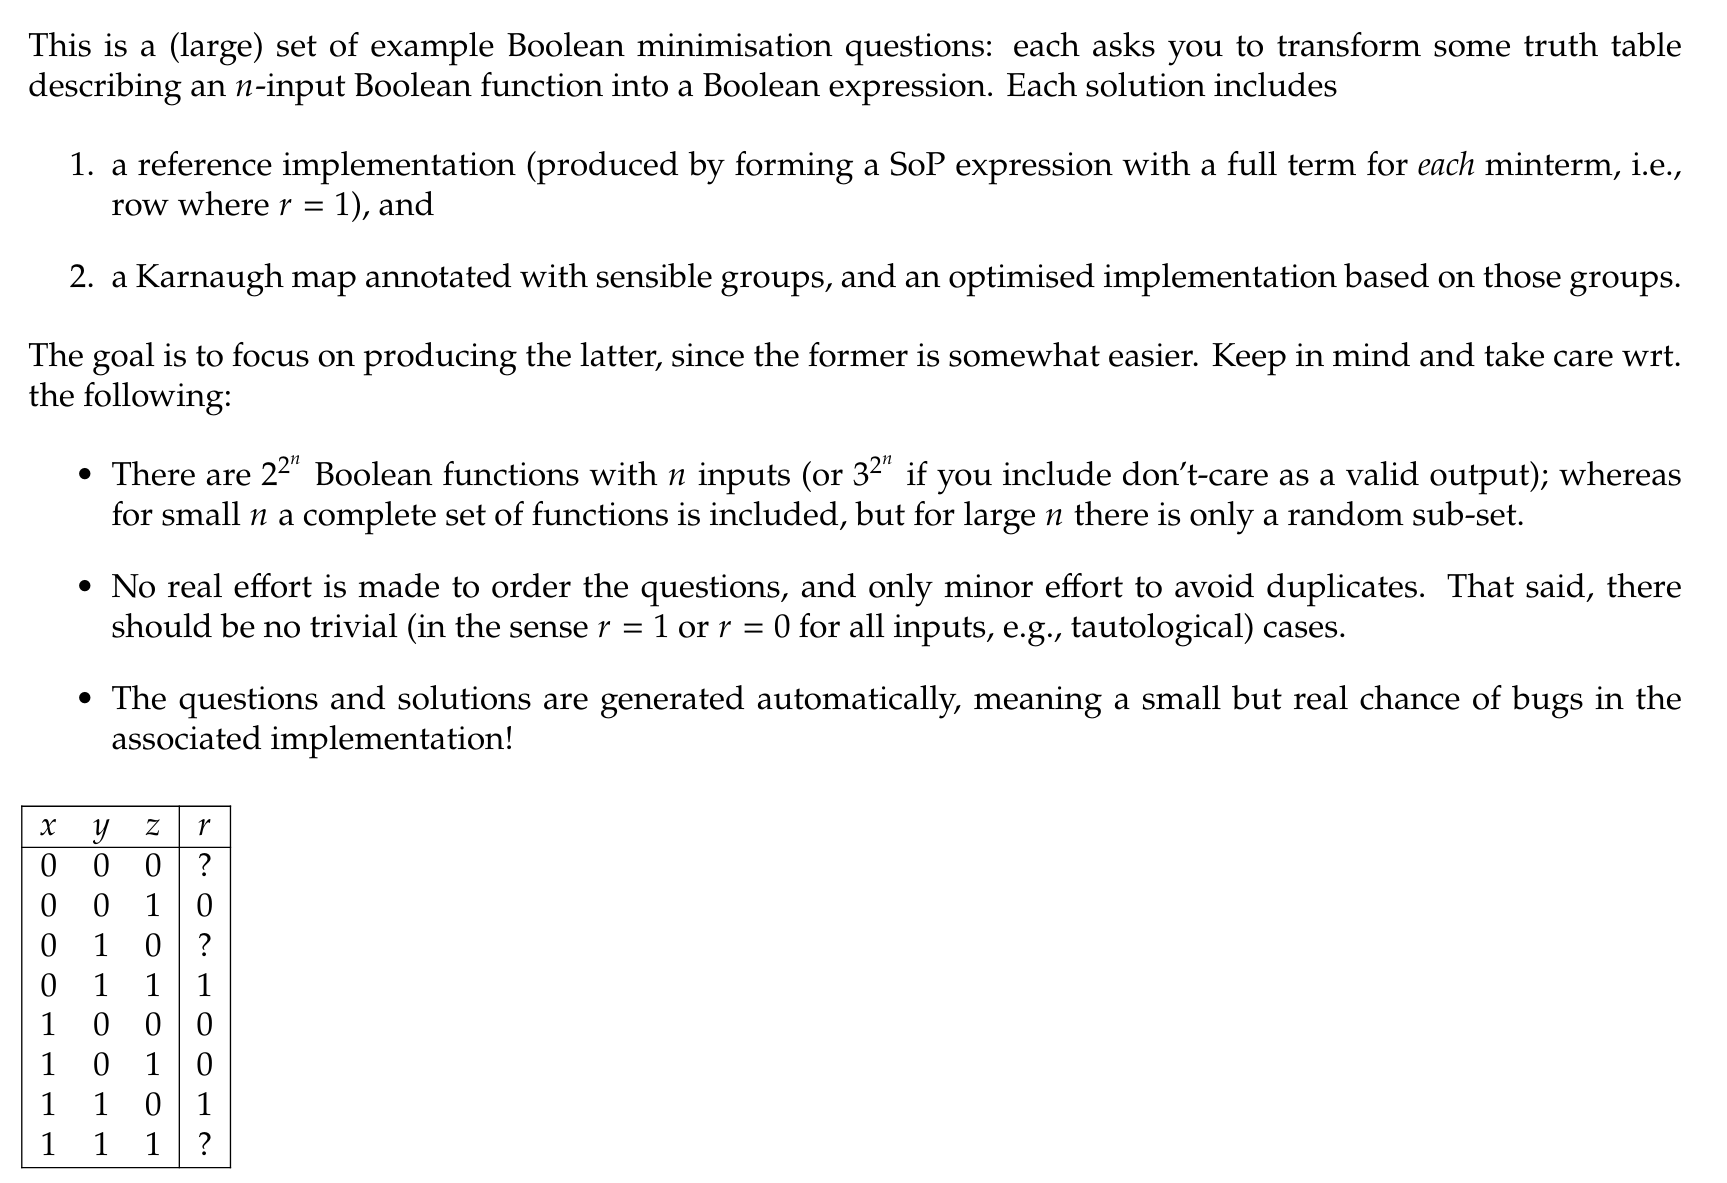 This is a (large) set of example Boolean minimisation questions: each asks you to transform some truth table
describing an n-input Boolean function into a Boolean expression. Each solution includes
1. a reference implementation (produced by forming a SoP expression with a full term for each minterm, i.e.,
row where r = 1), and
2. a Karnaugh map annotated with sensible groups, and an optimised implementation based on those groups.
The goal is to focus on producing the latter, since the former is somewhat easier. Keep in mind and take care wrt.
the following:
• There are 2^{2^n} Boolean functions with n inputs (or 3^{2^n} if you include don't-care as a valid output); whereas
for small n a complete set of functions is included, but for large n there is only a random sub-set.
• No real effort is made to order the questions, and only minor effort to avoid duplicates. That said, there
should be no trivial (in the sense r = 1 or r = 0 for all inputs, e.g., tautological) cases.
• The questions and solutions are generated automatically, meaning a small but real chance of bugs in the
associated implementation!
x y z r
0 0 0 ?
0 0 1 0
0 1 0 ?
0 1 1 1
1 0 0 0
1 0 1 0
1 1 0 1
1 1 1 ?